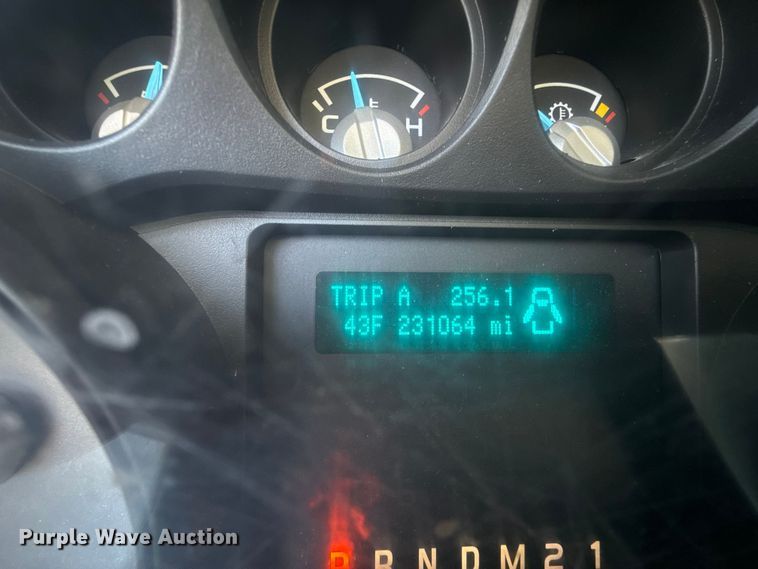 C H
TRIP A 256.1
43F 231064 mi
P R N D M 2 1
Purple Wave Auction